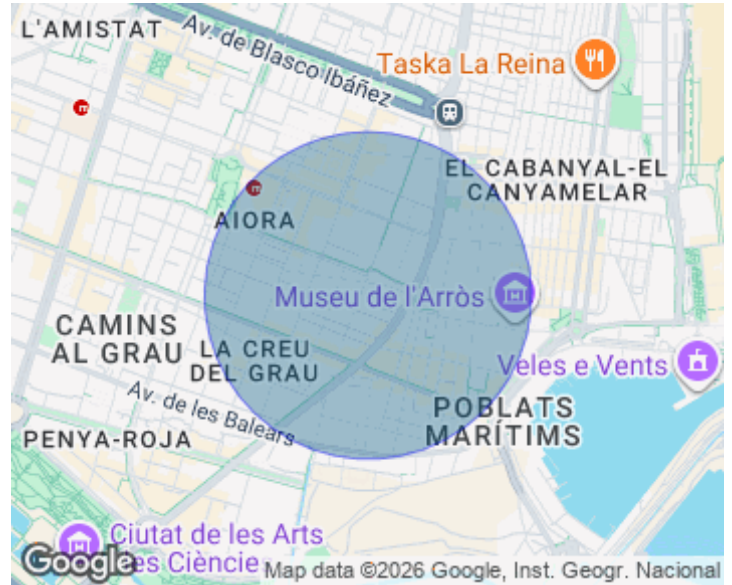 L'AMISTAT
Av. de Blasco Ibáñez
Taska La Reina
m
EL CABANYAL-EL
CANYAMELAR
m
AIORA
Museu de l'Arròs
CAMINS
AL GRAU
LA CREU
DEL GRAU
Veles e Vents
Av. de les Balears
POBLATS
MARÍTIMS
PENYA-ROJA
Ciutat de les Arts
les Ciències
Google
Map data ©2026 Google, Inst. Geogr. Nacional